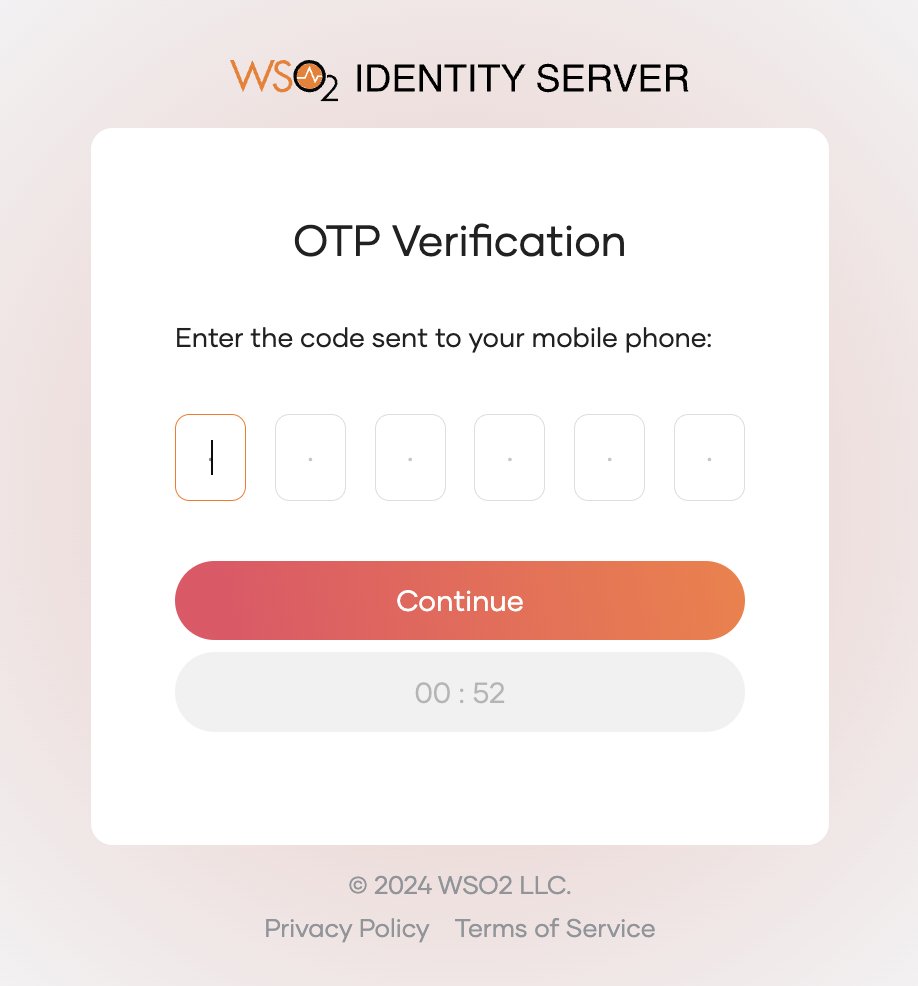 WSO2 IDENTITY SERVER
OTP Verification
Enter the code sent to your mobile phone:
Continue
00 : 52
© 2024 WSO2 LLC.
Privacy Policy Terms of Service